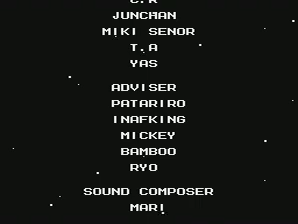 C.R
JUNCHAN
MIKI SENOR
T.A
YAS
ADVISER
PATARIRO
INAFKING
MICKEY
BAMBOO
RYO
SOUND COMPOSER
MARI